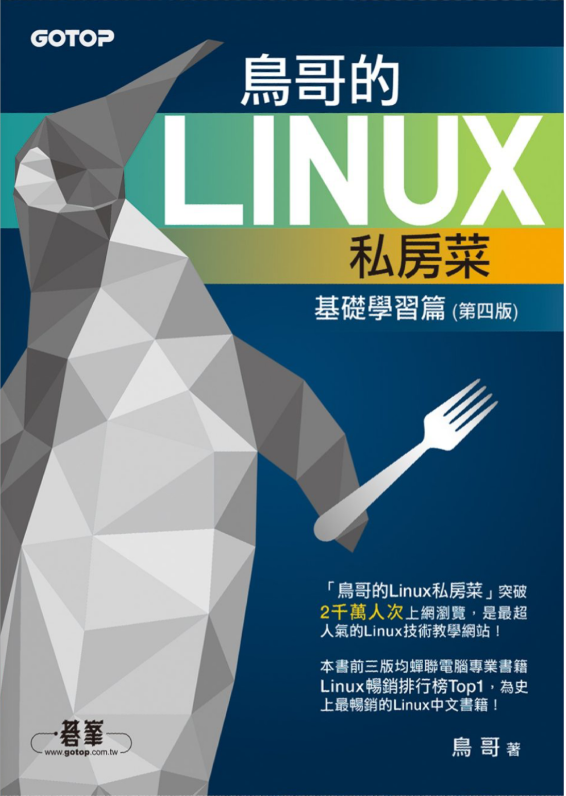 GOTOP
鳥哥的
LINUX
私房菜
基礎學習篇 (第四版)
「鳥哥的Linux私房菜」突破
2千萬人次上網瀏覽，是最超
人氣的Linux技術教學網站！
本書前三版均蟬聯電腦專業書籍
Linux暢銷排行榜Top1，為史
上最暢銷的Linux中文書籍！
碁峯
www.gotop.com.tw
鳥哥 著